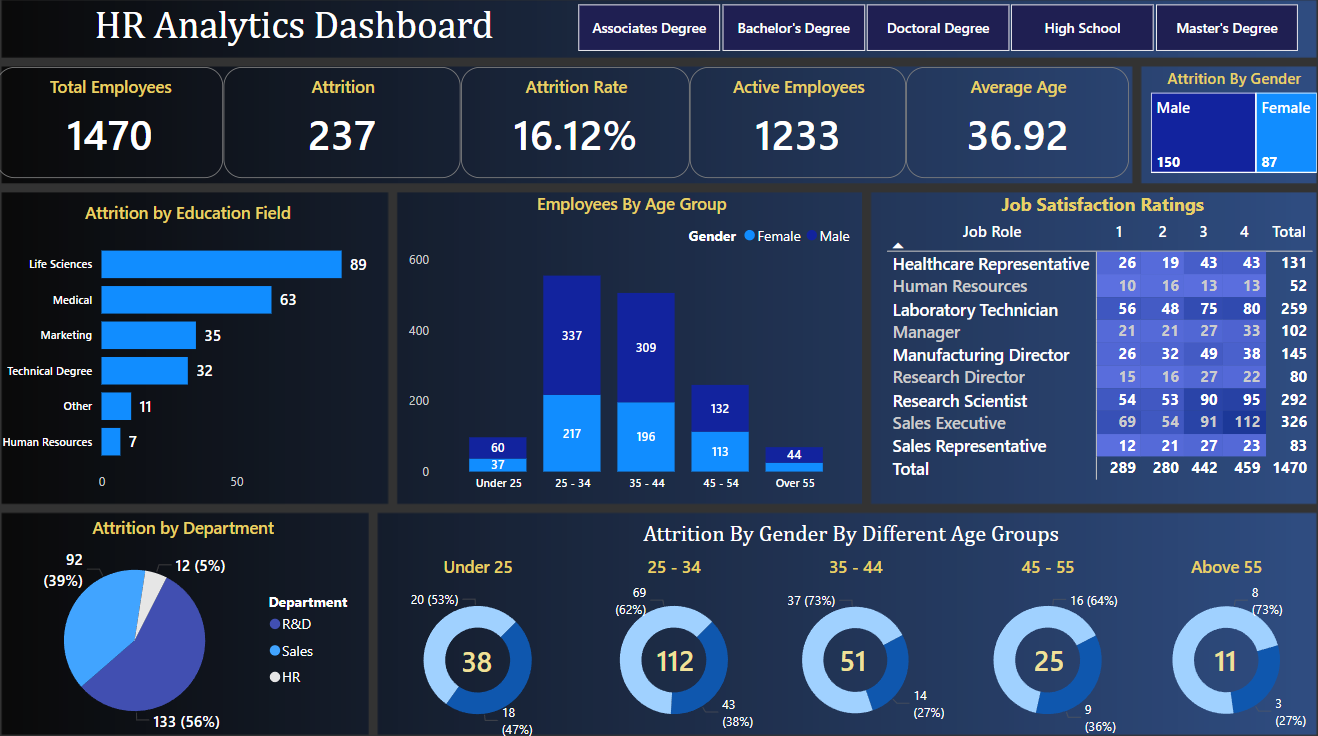 HR Analytics Dashboard
Associates Degree
Bachelor's Degree
Doctoral Degree
High School
Master's Degree
Total Employees
1470
Attrition
237
Attrition Rate
16.12%
Active Employees
1233
Average Age
36.92
Attrition By Gender
Male
150
Female
87
Attrition by Education Field
Life Sciences 89
Medical 63
Marketing 35
Technical Degree 32
Other 11
Human Resources 7
0 50
Employees By Age Group
Gender Female Male
600
400
200
0
60
37
337
217
309
196
132
113
44
Under 25 25 - 34 35 - 44 45 - 54 Over 55
Job Satisfaction Ratings
Job Role 1 2 3 4 Total
Healthcare Representative 26 19 43 43 131
Human Resources 10 16 13 13 52
Laboratory Technician 56 48 75 80 259
Manager 21 21 27 33 102
Manufacturing Director 26 32 49 38 145
Research Director 15 16 27 22 80
Research Scientist 54 53 90 95 292
Sales Executive 69 54 91 112 326
Sales Representative 12 21 27 23 83
Total 289 280 442 459 1470
Attrition by Department
92
(39%)
12 (5%)
133 (56%)
Department
R&D
Sales
HR
Attrition By Gender By Different Age Groups
Under 25
20 (53%)
38
18
(47%)
25 - 34
69
(62%)
112
43
(38%)
35 - 44
37 (73%)
51
14
(27%)
45 - 55
16 (64%)
25
9
(36%)
Above 55
8
(73%)
11
3
(27%)